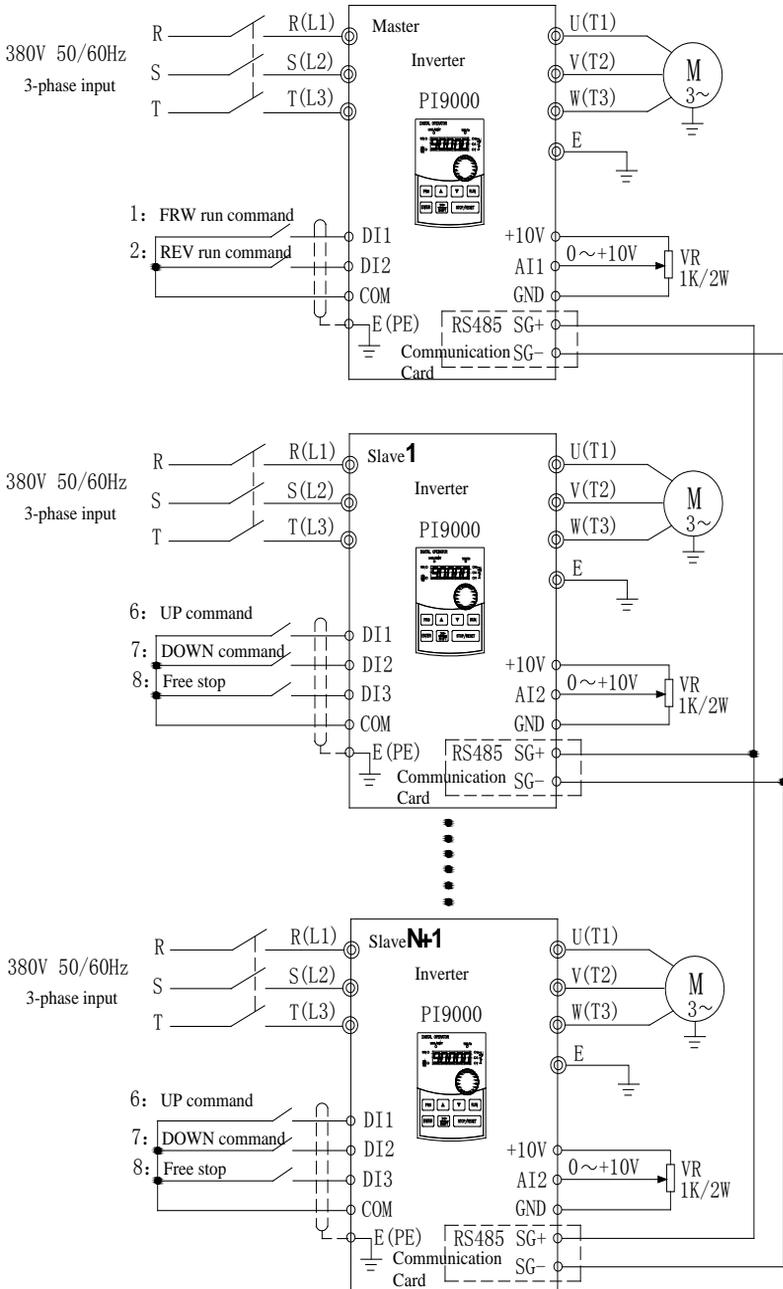 R
R(L1)
Master
U(T1)
380V 50/60Hz
S
S(L2)
Inverter
V(T2)
M
3~
3-phase input
T
T(L3)
PI9000
W(T3)
DIGITAL OPERATOR
E
1: FRW run command
DI1
+10V
2: REV run command
DI2
AI1
0~+10V
VR
1K/2W
COM
GND
E(PE)
RS485 SG+
Communication SG-
Card
R
R(L1)
Slave1
U(T1)
380V 50/60Hz
S
S(L2)
Inverter
V(T2)
M
3~
3-phase input
T
T(L3)
PI9000
W(T3)
DIGITAL OPERATOR
E
6: UP command
DI1
7: DOWN command
DI2
+10V
8: Free stop
DI3
AI2
0~+10V
VR
1K/2W
COM
GND
E(PE)
RS485 SG+
Communication SG-
Card
R
R(L1)
SlaveN+1
U(T1)
380V 50/60Hz
S
S(L2)
Inverter
V(T2)
M
3~
3-phase input
T
T(L3)
PI9000
W(T3)
DIGITAL OPERATOR
E
6: UP command
DI1
7: DOWN command
DI2
+10V
8: Free stop
DI3
AI2
0~+10V
VR
1K/2W
COM
GND
E(PE)
RS485 SG+
Communication SG-
Card